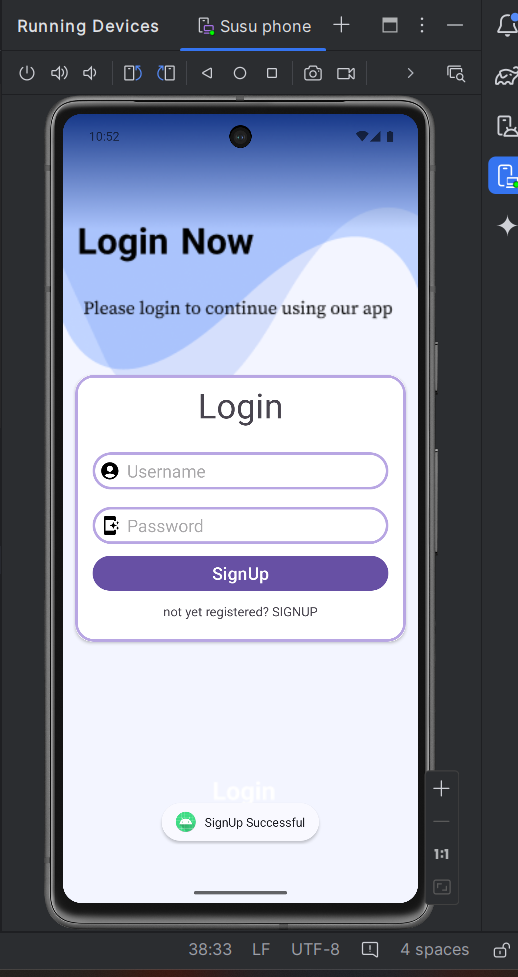 Running Devices
Susu phone
10:52
Login Now
Please login to continue using our app
Login
Username
Password
SignUp
not yet registered? SIGNUP
Login
SignUp Successful
1:1
38:33 LF UTF-8 4 spaces